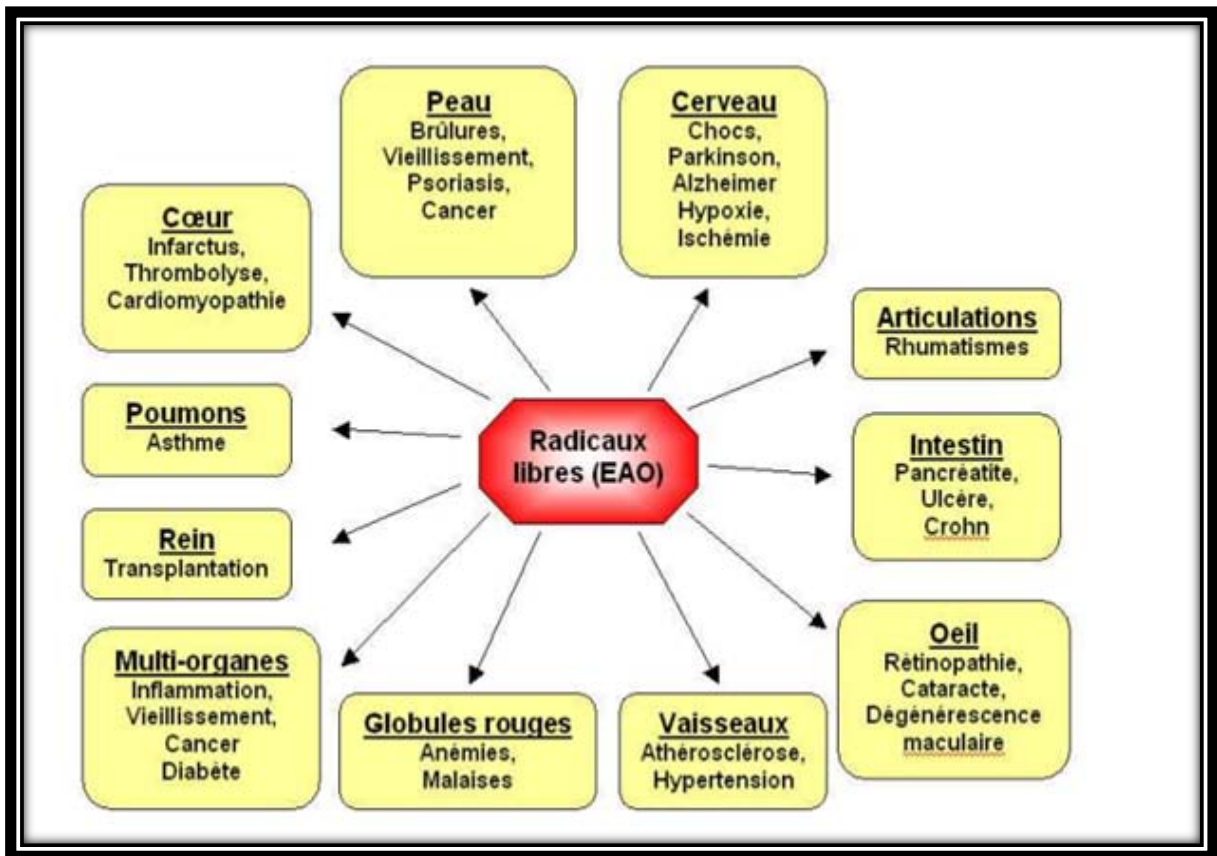 Peau
Brûlures,
Vieillissement,
Psoriasis,
Cancer
Cerveau
Chocs,
Parkinson,
Alzheimer
Hypoxie,
Ischémie
Cœur
Infarctus,
Thrombolyse,
Cardiomyopathie
Articulations
Rhumatismes
Poumons
Asthme
Radicaux
libres (EAO)
Intestin
Pancréatite,
Ulcère,
Crohn
Rein
Transplantation
Oeil
Rétinopathie,
Cataracte,
Dégénérescence
maculaire
Multi-organes
Inflammation,
Vieillissement,
Cancer
Diabète
Globules rouges
Anémies,
Malaises
Vaisseaux
Athérosclérose,
Hypertension